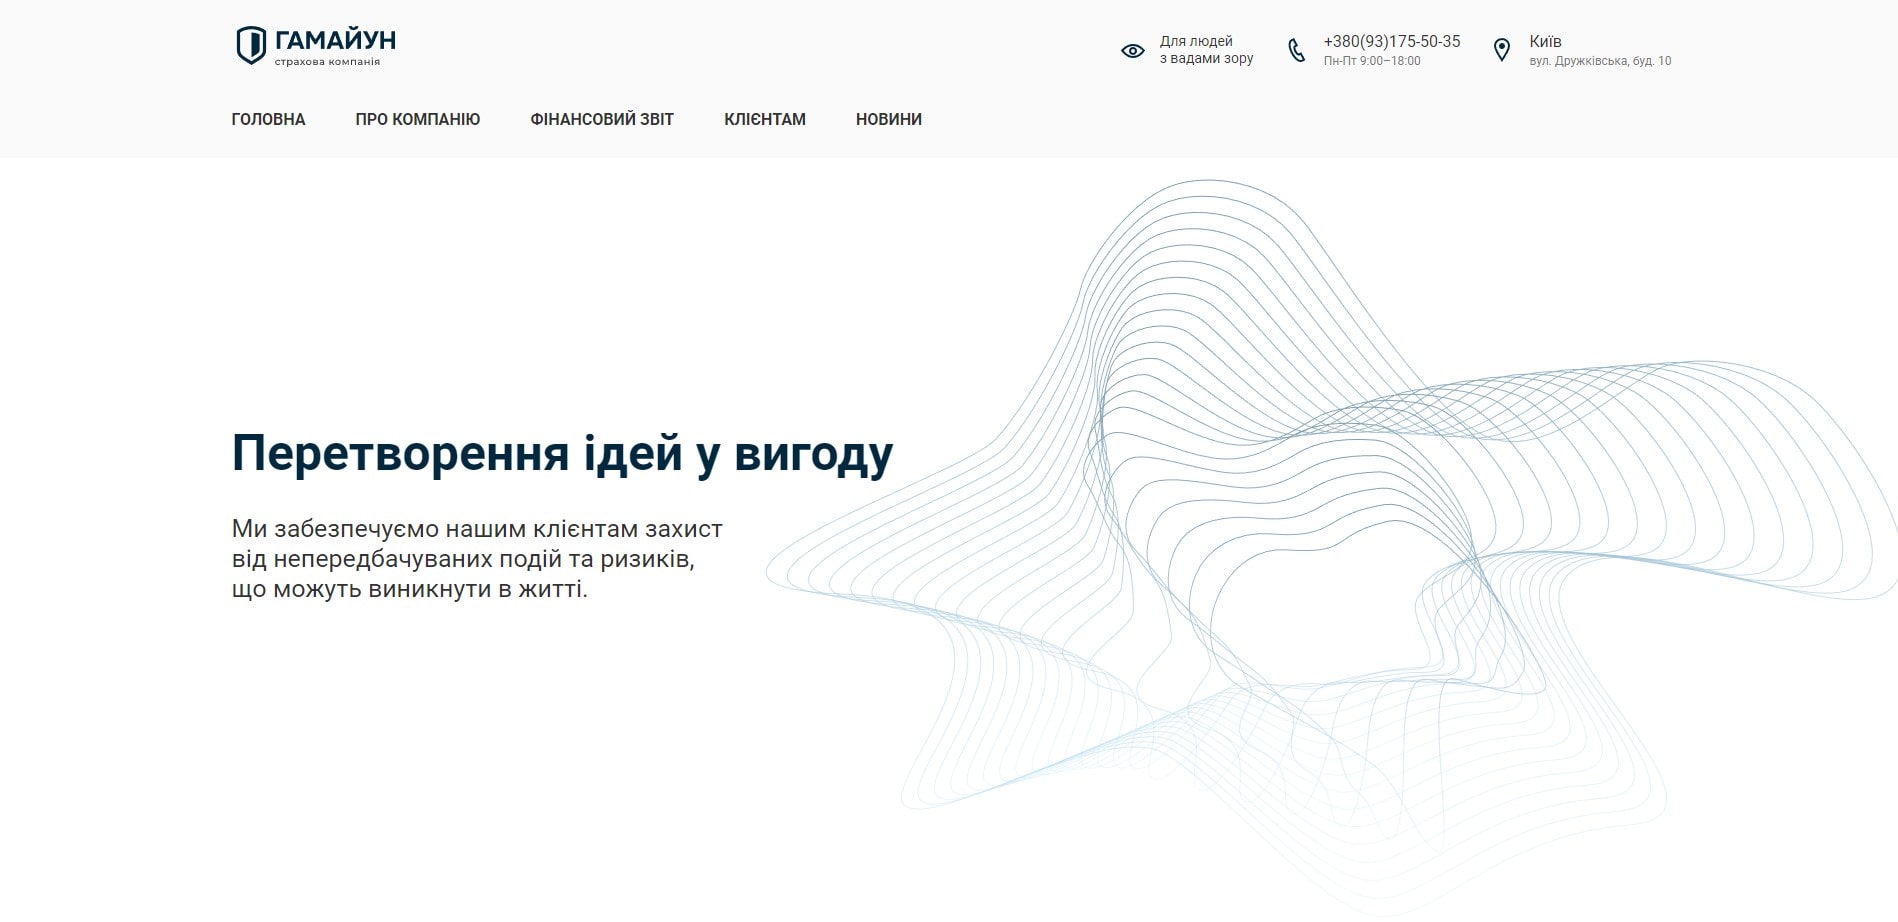 ГАМАЙУН
страхова компанія
Для людей
з вадами зору
+380(93)175-50-35
Пн-Пт 9:00–18:00
Київ
вул. Дружківська, буд. 10
ГОЛОВНА
ПРО КОМПАНІЮ
ФІНАНСОВИЙ ЗВІТ
КЛІЄНТАМ
НОВИНИ
Перетворення ідей у вигоду
Ми забезпечуємо нашим клієнтам захист
від непередбачуваних подій та ризиків,
що можуть виникнути в житті.